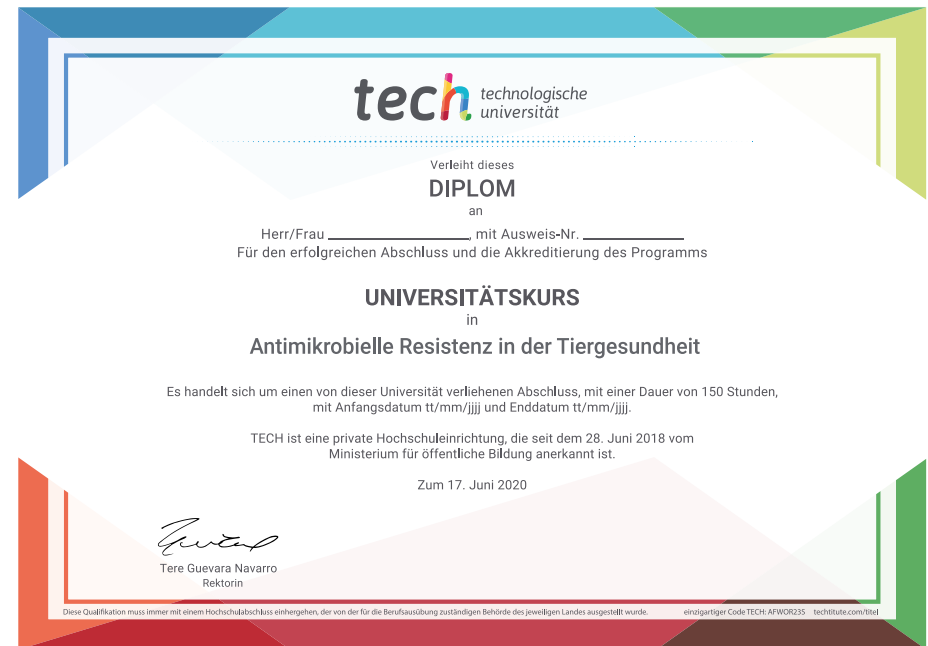 tech technologische
universität
Verleiht dieses
DIPLOM
an
Herr/Frau ____________________, mit Ausweis-Nr. ______________
Für den erfolgreichen Abschluss und die Akkreditierung des Programms
UNIVERSITÄTSKURS
in
Antimikrobielle Resistenz in der Tiergesundheit
Es handelt sich um einen von dieser Universität verliehenen Abschluss, mit einer Dauer von 150 Stunden,
mit Anfangsdatum tt/mm/jjjj und Enddatum tt/mm/jjjj.
TECH ist eine private Hochschuleinrichtung, die seit dem 28. Juni 2018 vom
Ministerium für öffentliche Bildung anerkannt ist.
Zum 17. Juni 2020
Tere Guevara Navarro
Rektorin
Diese Qualifikation muss immer mit einem Hochschulabschluss einhergehen, der von der für die Berufsausübung zuständigen Behörde des jeweiligen Landes ausgestellt wurde. einzigartiger Code TECH: AFWOR235 techtitute.com/titel